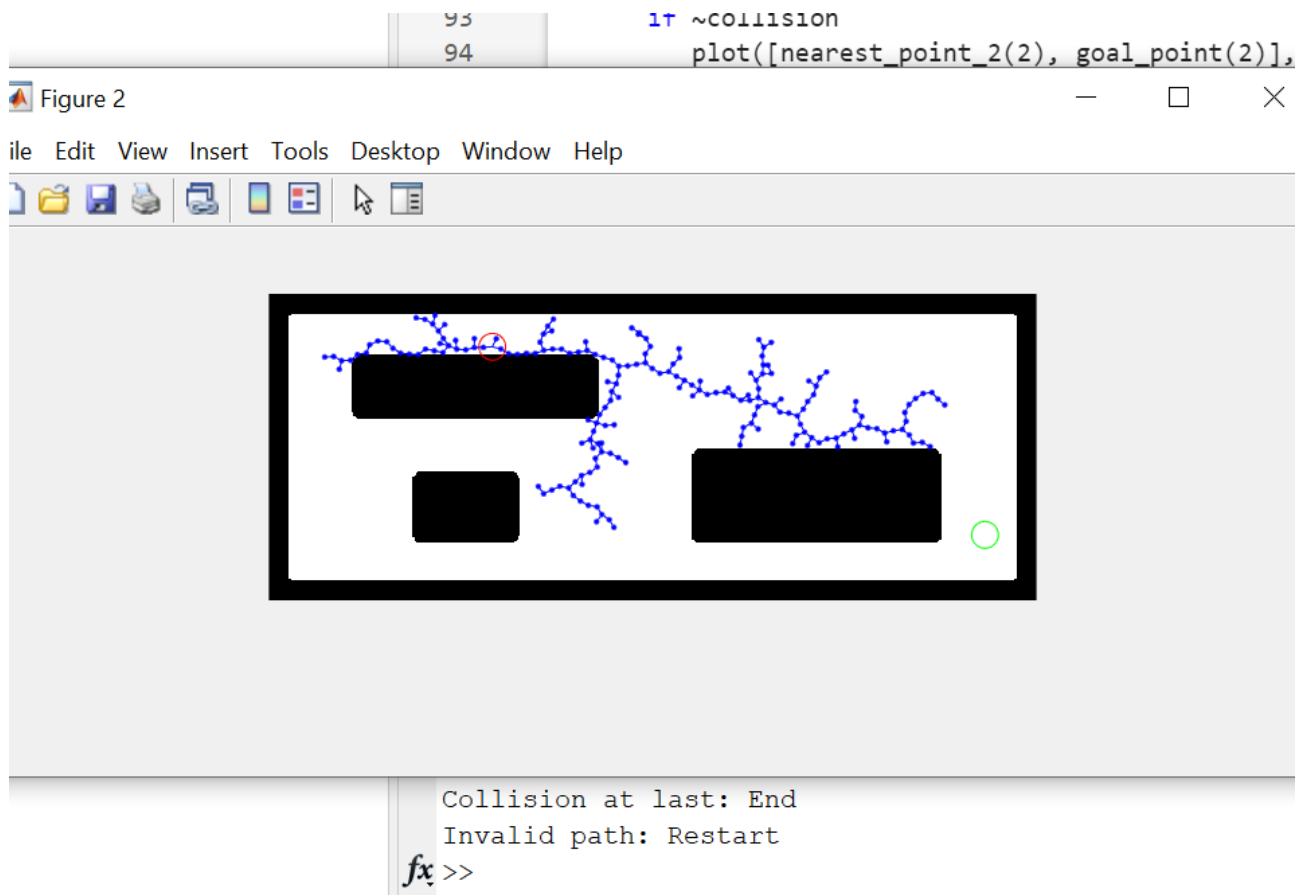 93 if ~collision
94 plot([nearest_point_2(2), goal_point(2)],
Figure 2
ile Edit View Insert Tools Desktop Window Help
Collision at last: End
Invalid path: Restart
fx >>